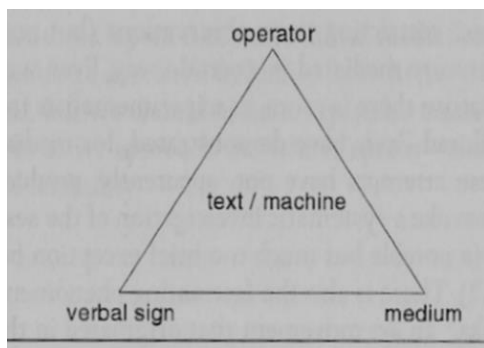 operator
text / machine
verbal sign
medium